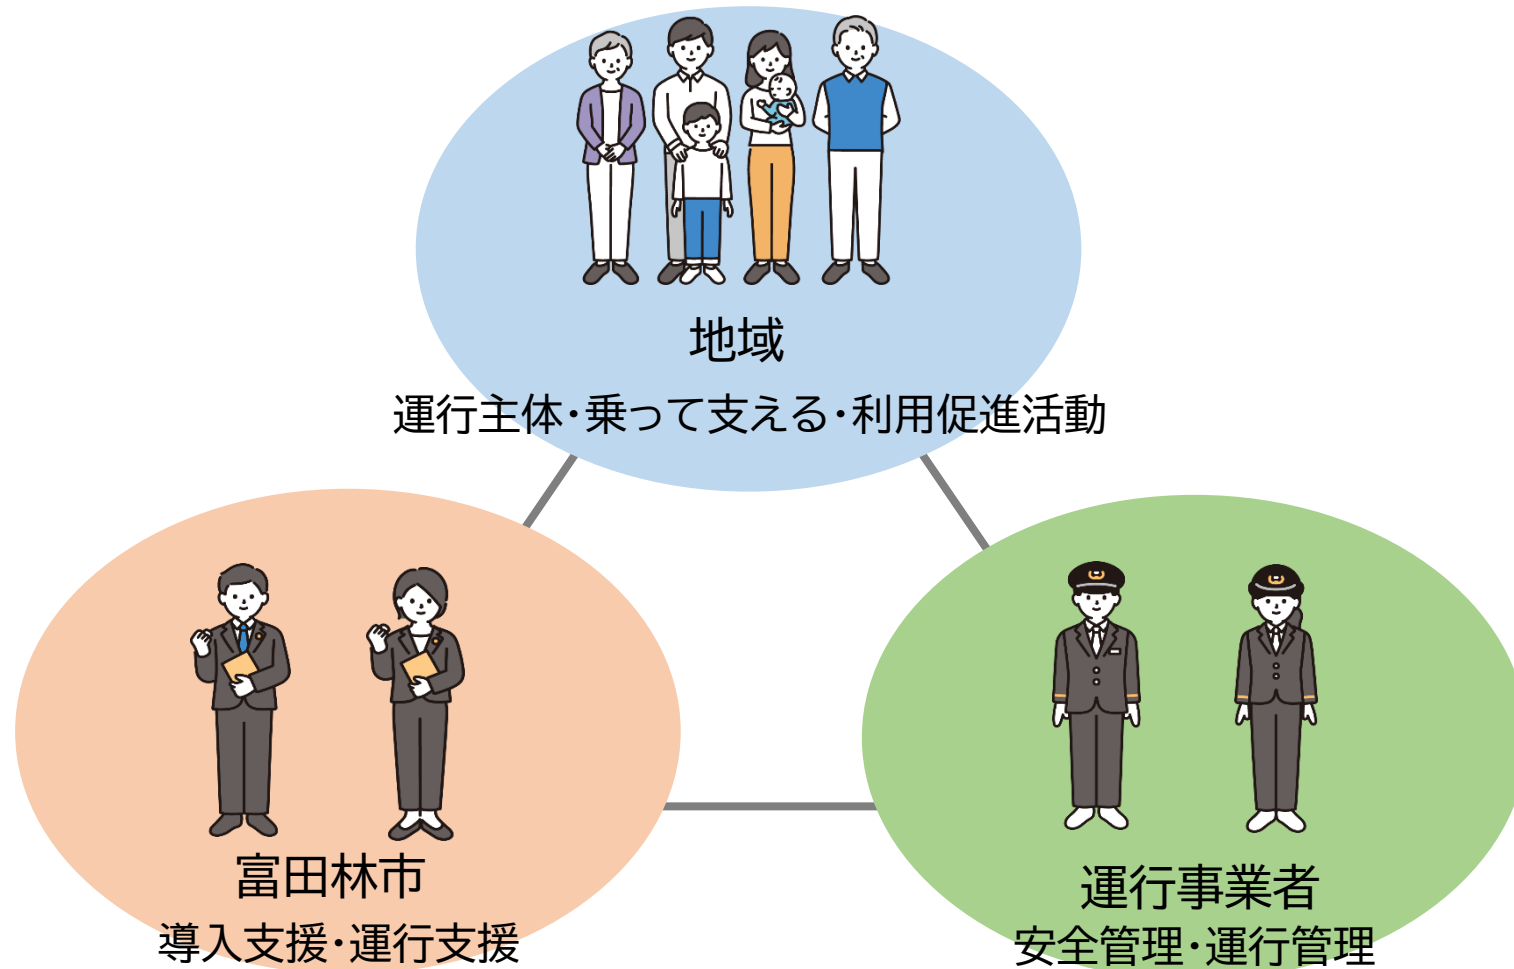 地域
運行主体・乗って支える・利用促進活動
富田林市
導入支援・運行支援
運行事業者
安全管理・運行管理